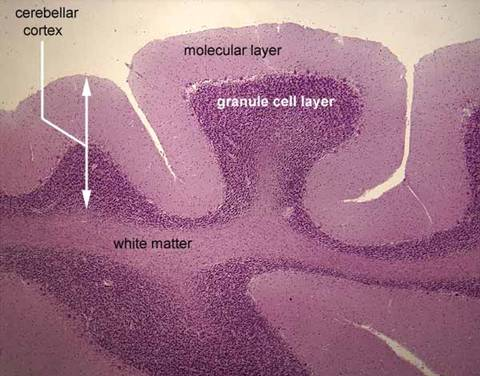 cerebellar
cortex
molecular layer
granule cell layer
white matter